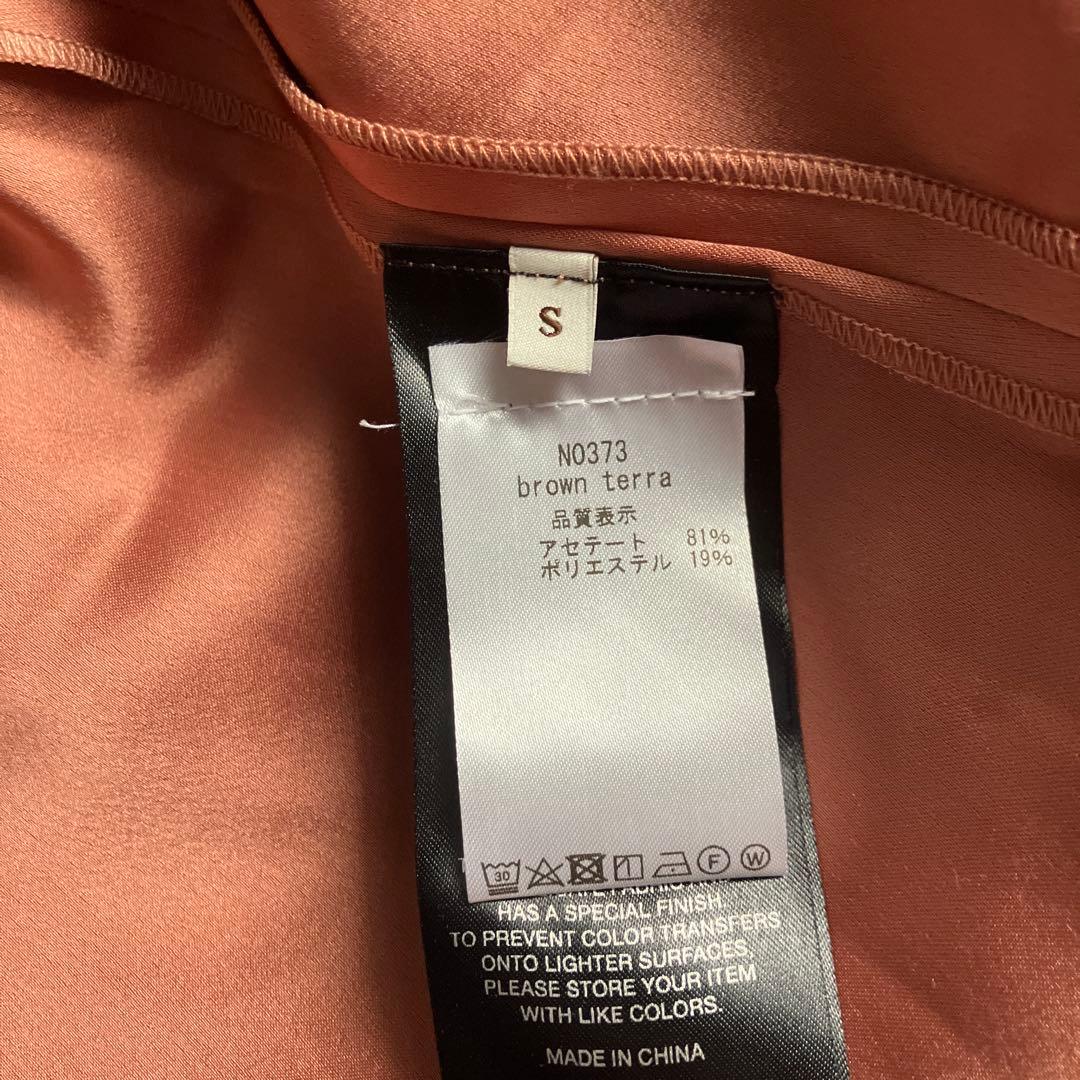 S
N0373
brown terra
品質表示
アセテート 81%
ポリエステル 19%
30
F
W
HAS A SPECIAL FINISH
TO PREVENT COLOR TRANSFERS
ONTO LIGHTER SURFACES.
PLEASE STORE YOUR ITEM
WITH LIKE COLORS.
MADE IN CHINA